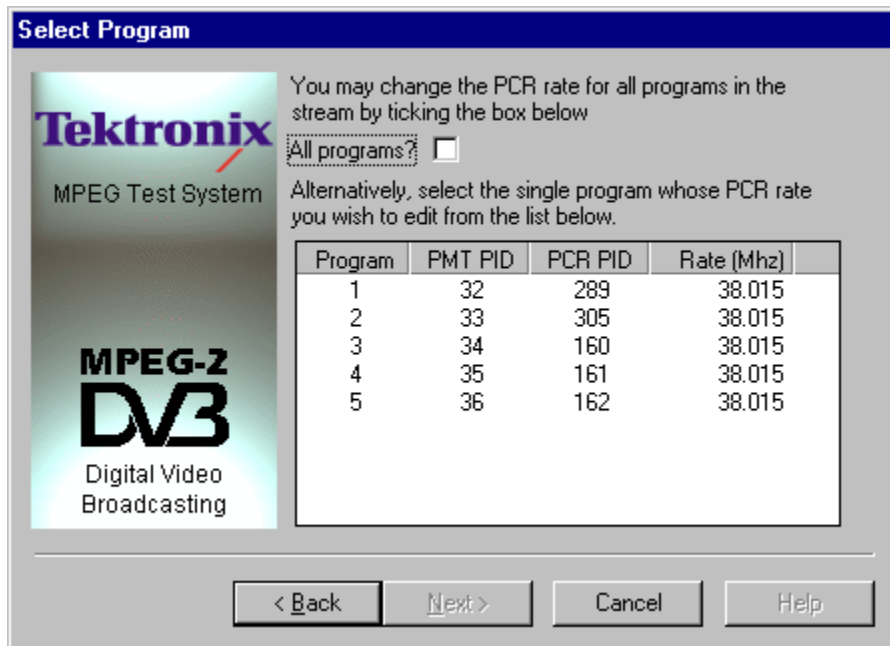 Select Program
Tektronix
MPEG Test System
MPEG-2
DVB
Digital Video
Broadcasting
You may change the PCR rate for all programs in the
stream by ticking the box below
All programs?
Alternatively, select the single program whose PCR rate
you wish to edit from the list below.
Program PMT PID PCR PID Rate (Mhz)
1 32 289 38.015
2 33 305 38.015
3 34 160 38.015
4 35 161 38.015
5 36 162 38.015
< Back Next > Cancel Help